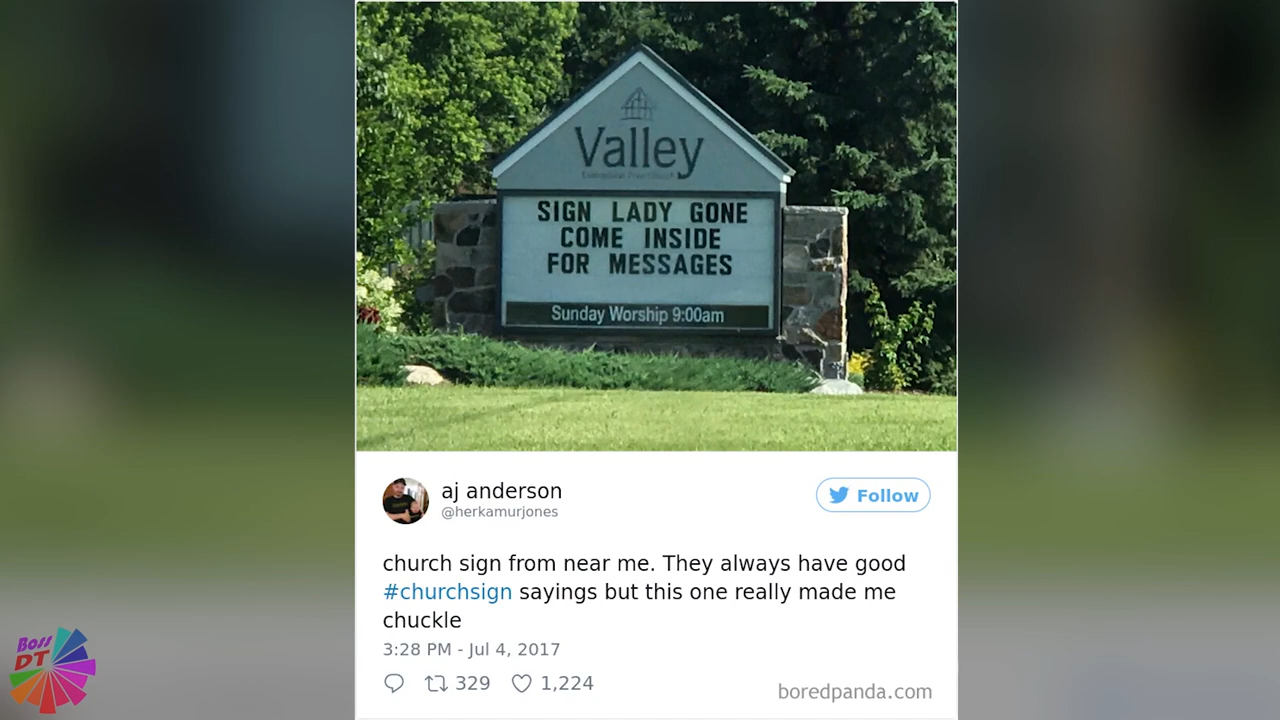 Valley
SIGN LADY GONE
COME INSIDE
FOR MESSAGES
Sunday Worship 9:00am
aj anderson
@herkamurjones
Follow
church sign from near me. They always have good
#churchsign sayings but this one really made me
chuckle
3:28 PM - Jul 4, 2017
329
1,224
boredpanda.com
Boss
DT